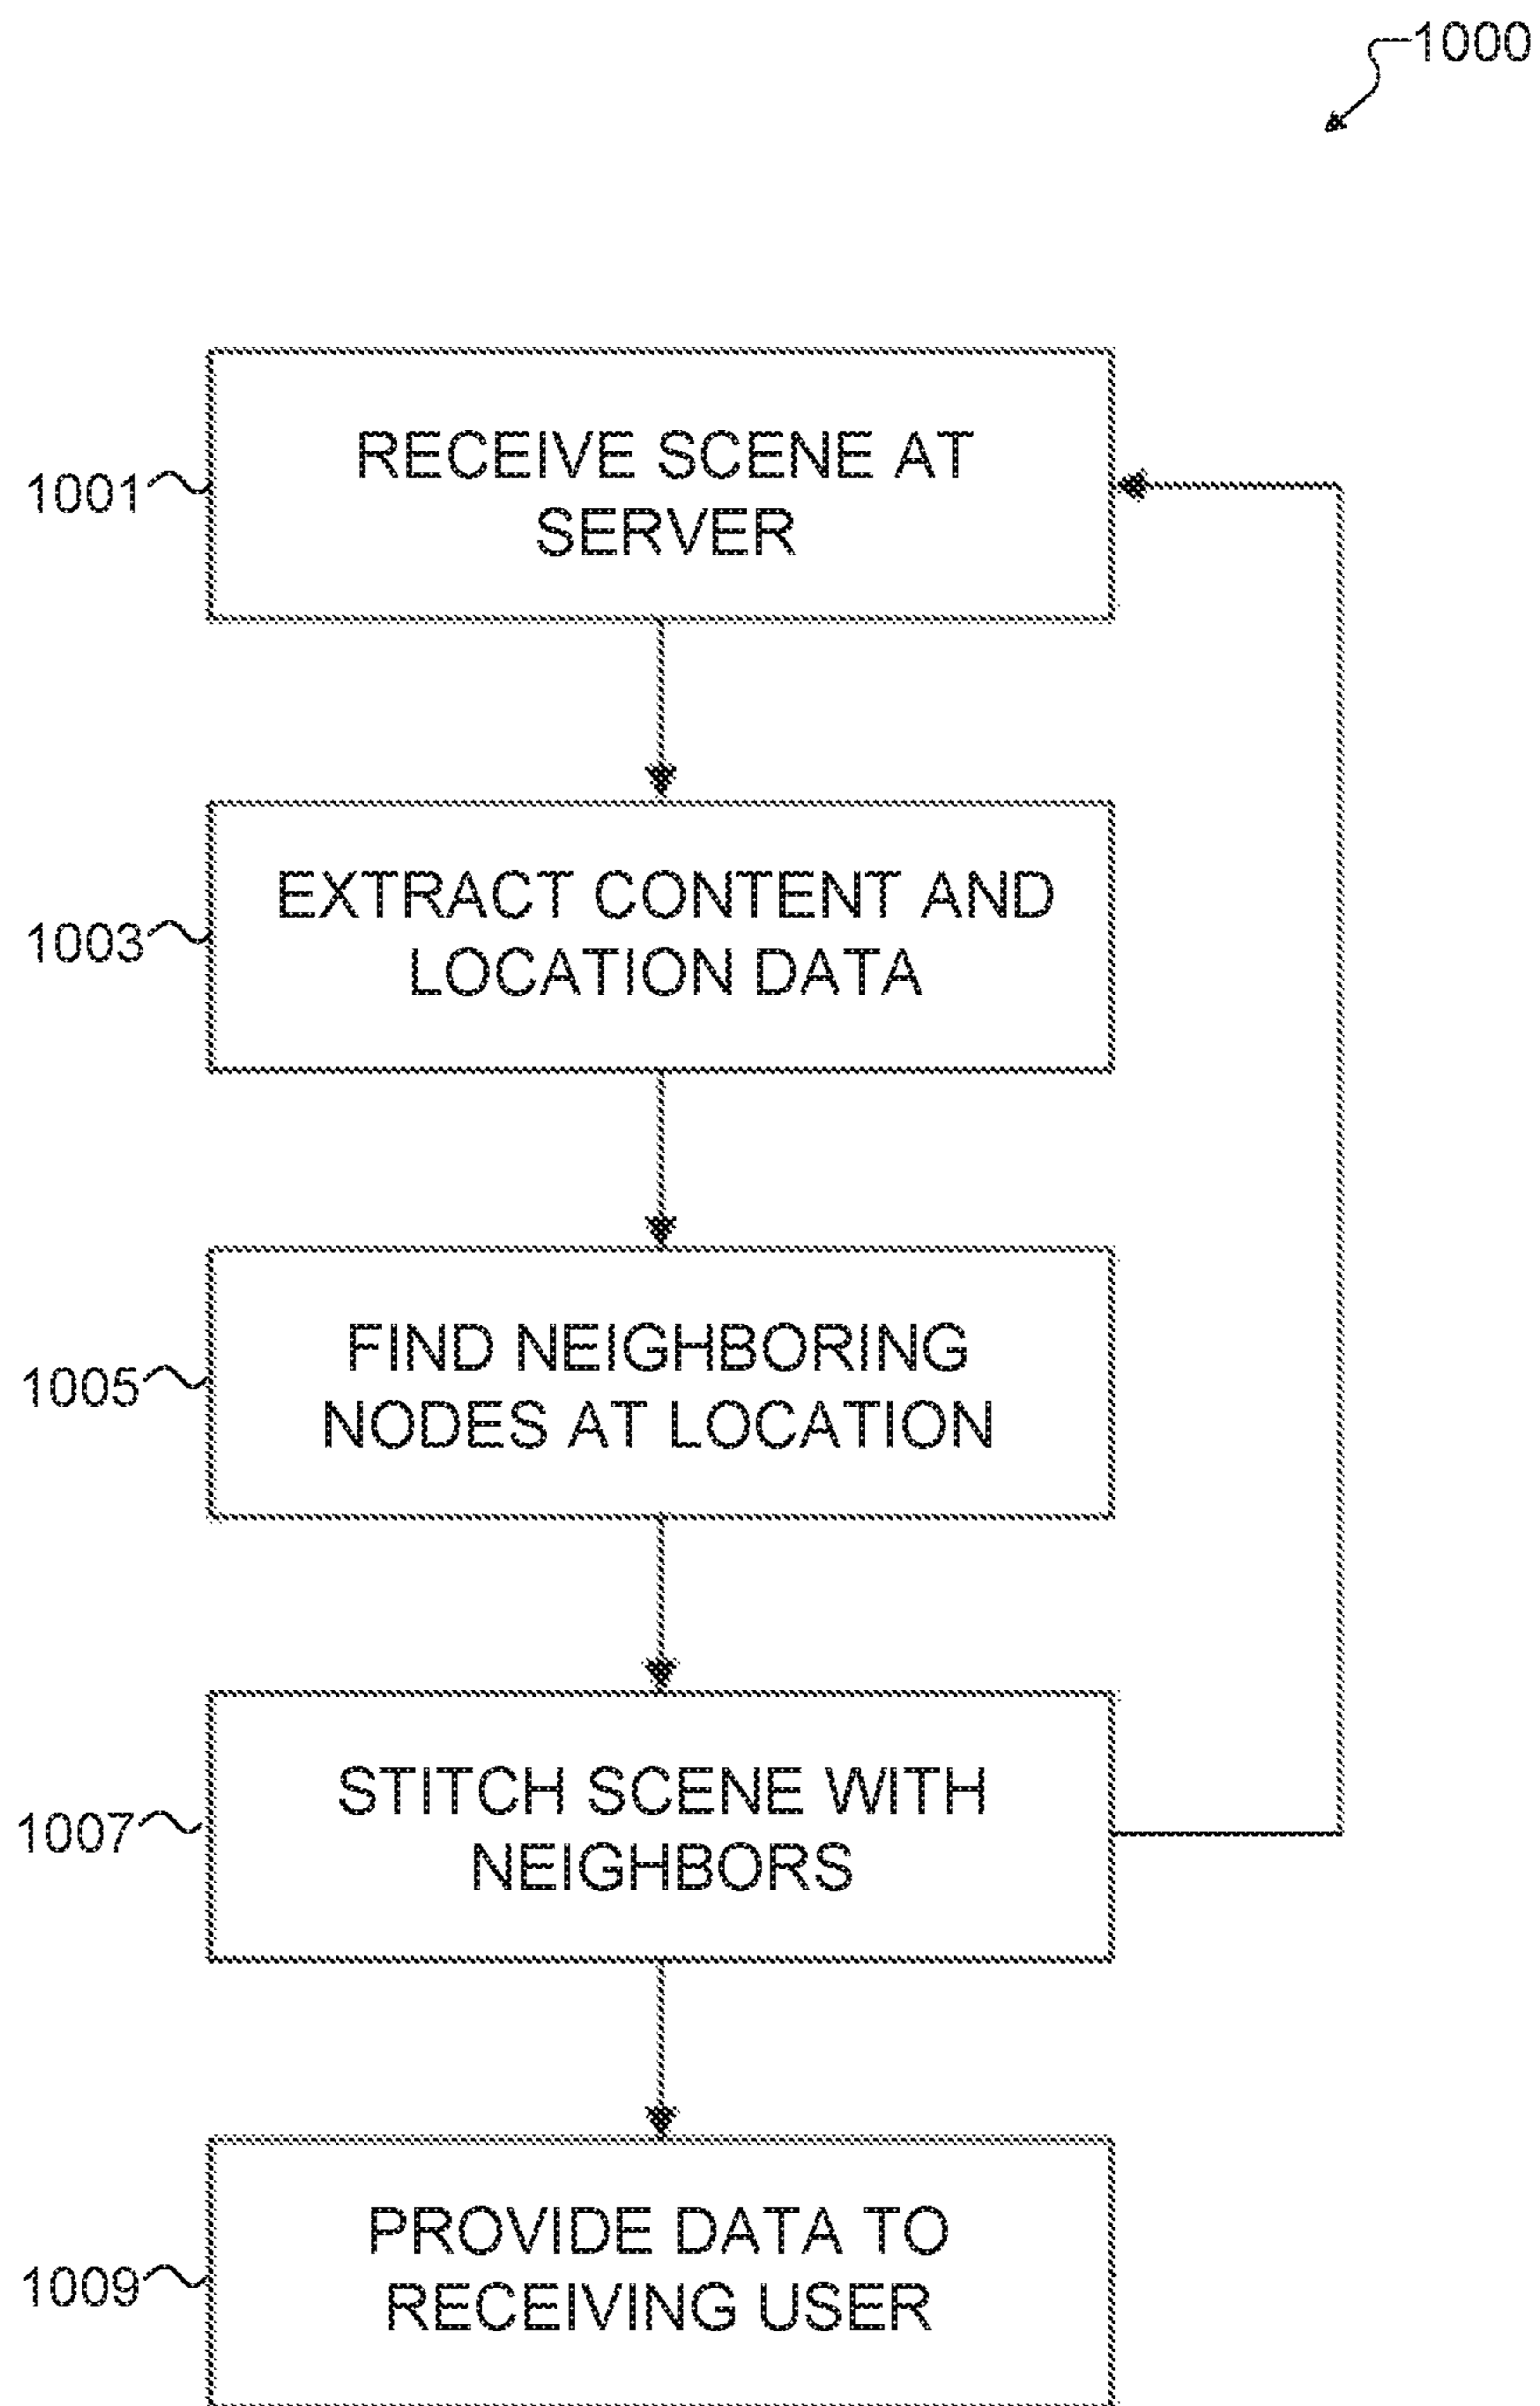 1000
RECEIVE SCENE AT
SERVER
1001
EXTRACT CONTENT AND
LOCATION DATA
1003
FIND NEIGHBORING
NODES AT LOCATION
1005
STITCH SCENE WITH
NEIGHBORS
1007
PROVIDE DATA TO
RECEIVING USER
1009